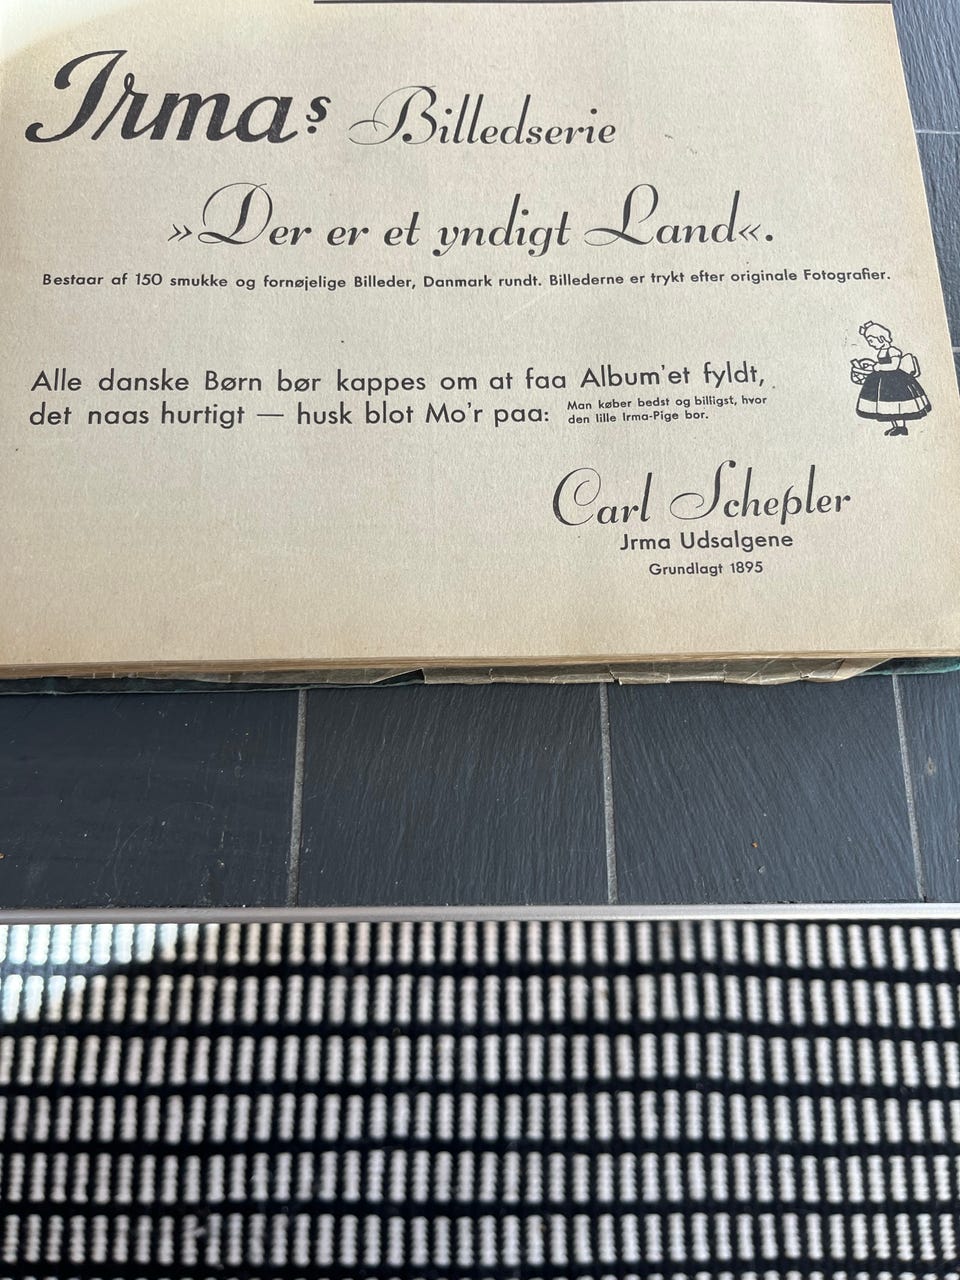 Irmas Billedserie
»Der er et yndigt Land«.
Bestaar af 150 smukke og fornøjelige Billeder, Danmark rundt. Billederne er trykt efter originale Fotografier.
Alle danske Børn bør kappes om at faa Album'et fyldt,
det naas hurtigt — husk blot Mo'r paa:
Man køber bedst og billigst, hvor
den lille Irma-Pige bor.
Carl Schepler
Jrma Udsalgene
Grundlagt 1895